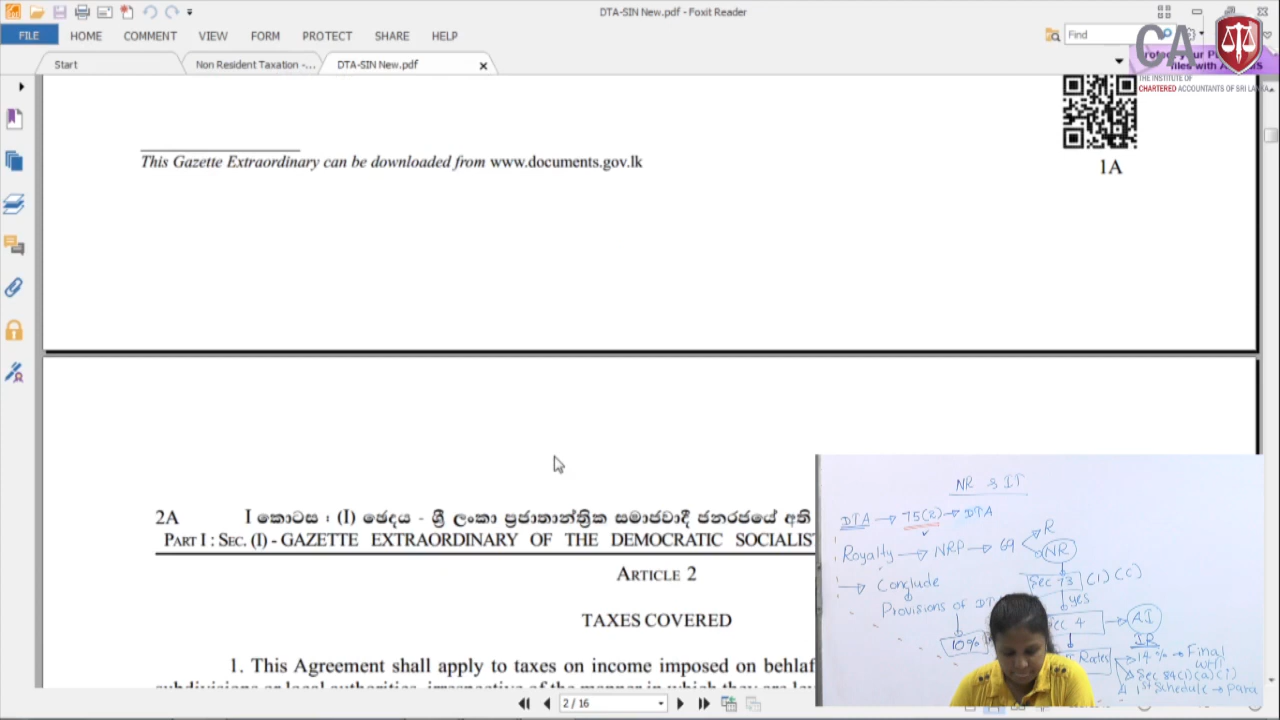 DTA-SIN New.pdf - Foxit Reader
FILE HOME COMMENT VIEW FORM PROTECT SHARE HELP
Find
CA
THE INSTITUTE OF
CHARTERED ACCOUNTANTS OF SRI LANKA
Start
Non Resident Taxation -...
DTA-SIN New.pdf
This Gazette Extraordinary can be downloaded from www.documents.gov.lk
1A
2A I කොටස : (I) ඡෙදය - ශ්‍රී ලංකා ප්‍රජාතාන්ත්‍රික සමාජවාදී ජනරජයේ අති
PART I : SEC. (I) - GAZETTE EXTRAORDINARY OF THE DEMOCRATIC SOCIALIST
ARTICLE 2
TAXES COVERED
1. This Agreement shall apply to taxes on income imposed on behlaf
2 / 16
NR & IT
DTA → 75(2) → DTA
Royalty → NRP → 69
R
NR
→ Conclude
Sec 73 (1) (c)
Provisions of DT
yes
4 → AI
10%
IR
Rates
14% → Final
WHT
Sec 84(1)(a)(i)
1st Schedule → Para